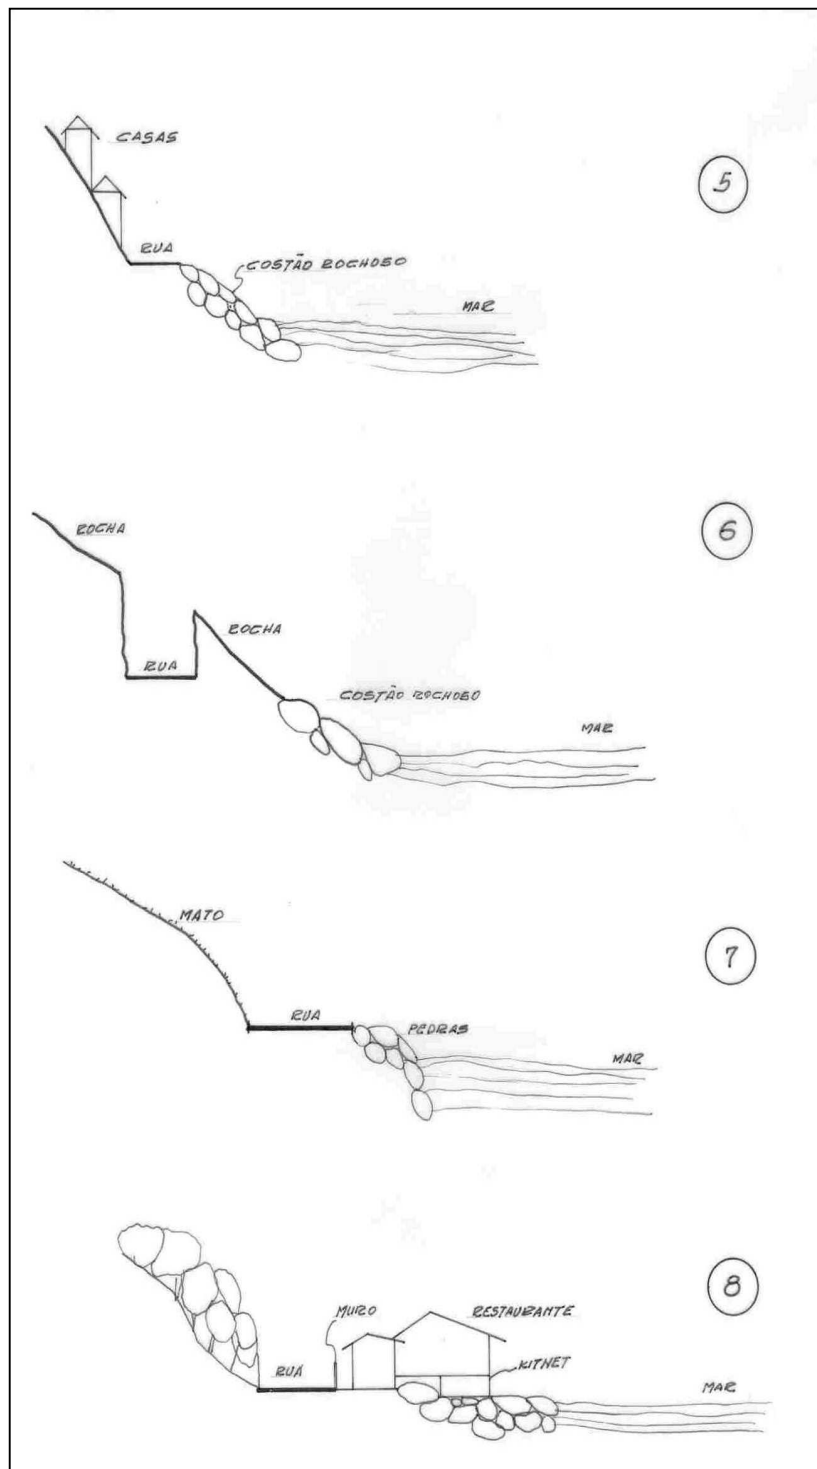 CASAS
5
RUA
COSTÃO ROCHOSO
MAR
6
ROCHA
ROCHA
RUA
COSTÃO ROCHOSO
MAR
7
MATO
RUA
PEDRAS
MAR
8
MURO
RESTAURANTE
KITNET
RUA
MAR